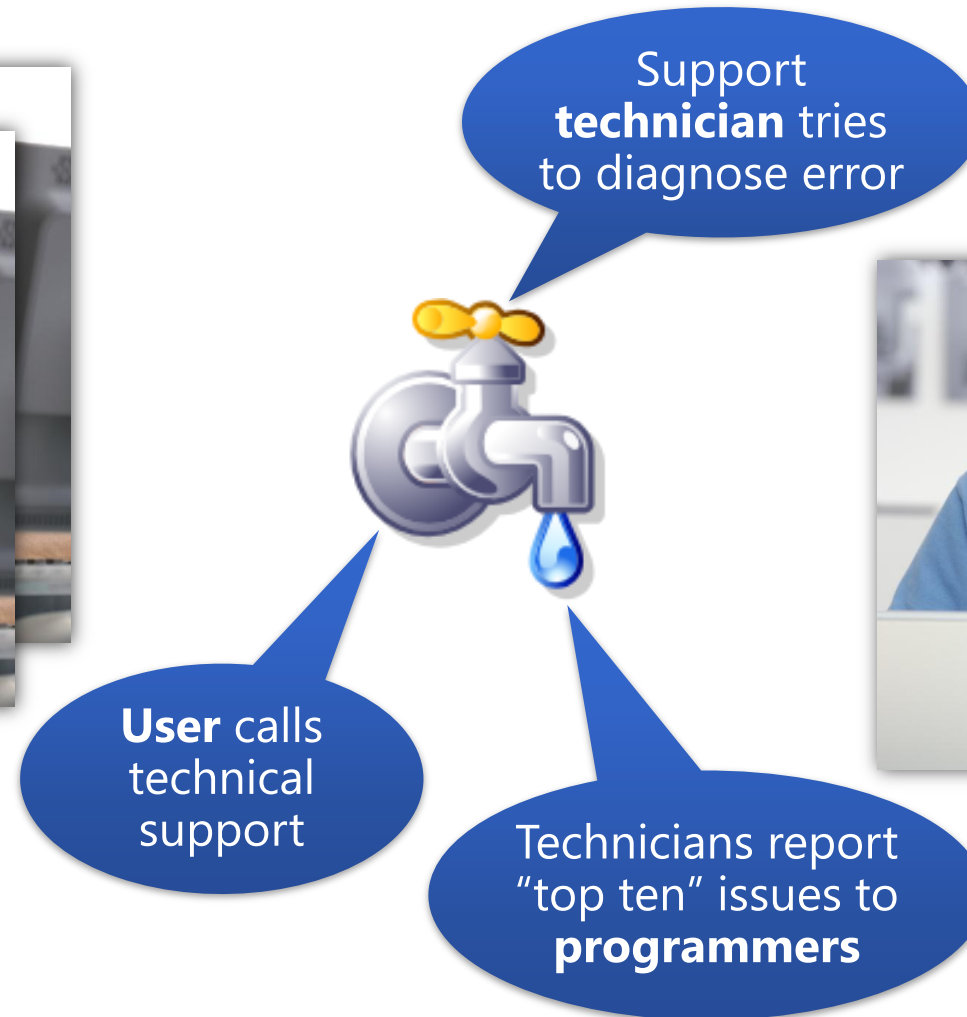 Support
technician tries
to diagnose error
User calls
technical
support
Technicians report
“top ten” issues to
programmers